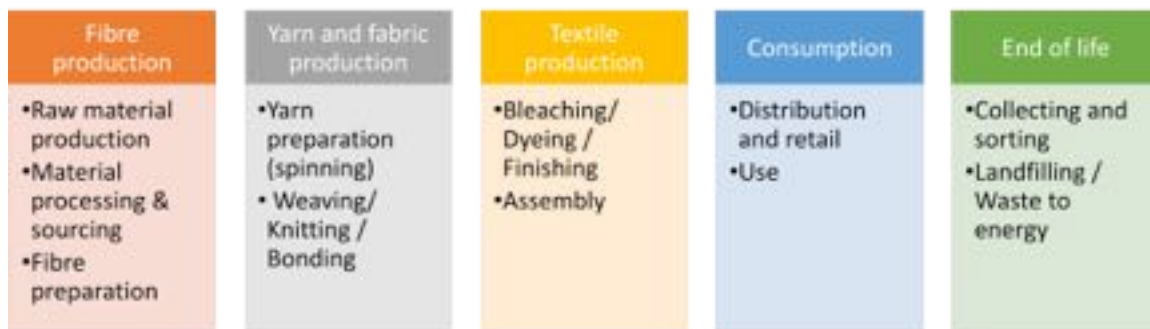 Fibre
production
•Raw material
production
•Material
processing &
sourcing
•Fibre
preparation
Yarn and fabric
production
•Yarn
preparation
(spinning)
• Weaving/
Knitting /
Bonding
Textile
production
•Bleaching/
Dyeing /
Finishing
•Assembly
Consumption
•Distribution
and retail
•Use
End of life
•Collecting and
sorting
•Landfilling /
Waste to
energy